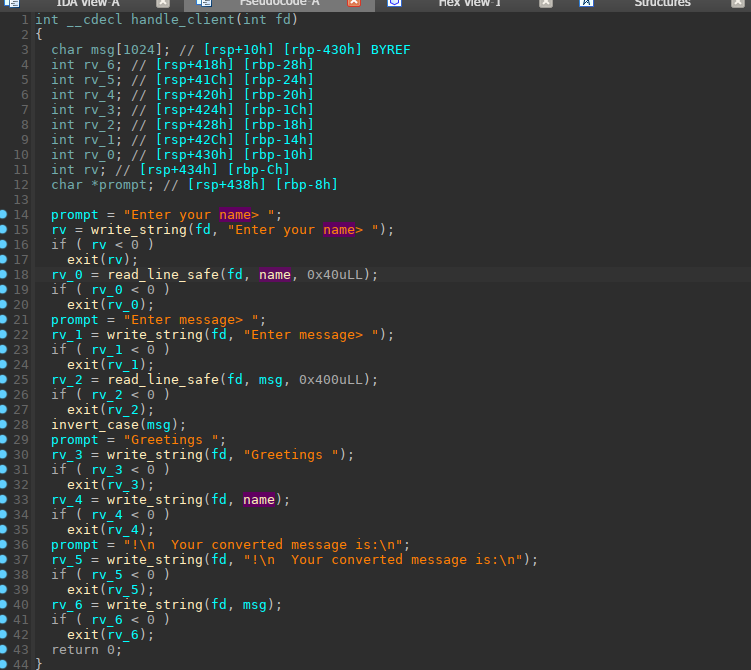 IDA View-A Pseudocode-A Hex View-1 Structures
1 int __cdecl handle_client(int fd)
2 {
3 char msg[1024]; // [rsp+10h] [rbp-430h] BYREF
4 int rv_6; // [rsp+418h] [rbp-28h]
5 int rv_5; // [rsp+41Ch] [rbp-24h]
6 int rv_4; // [rsp+420h] [rbp-20h]
7 int rv_3; // [rsp+424h] [rbp-1Ch]
8 int rv_2; // [rsp+428h] [rbp-18h]
9 int rv_1; // [rsp+42Ch] [rbp-14h]
10 int rv_0; // [rsp+430h] [rbp-10h]
11 int rv; // [rsp+434h] [rbp-Ch]
12 char *prompt; // [rsp+438h] [rbp-8h]
13
14 prompt = "Enter your name> ";
15 rv = write_string(fd, "Enter your name> ");
16 if ( rv < 0 )
17 exit(rv);
18 rv_0 = read_line_safe(fd, name, 0x40uLL);
19 if ( rv_0 < 0 )
20 exit(rv_0);
21 prompt = "Enter message> ";
22 rv_1 = write_string(fd, "Enter message> ");
23 if ( rv_1 < 0 )
24 exit(rv_1);
25 rv_2 = read_line_safe(fd, msg, 0x400uLL);
26 if ( rv_2 < 0 )
27 exit(rv_2);
28 invert_case(msg);
29 prompt = "Greetings ";
30 rv_3 = write_string(fd, "Greetings ");
31 if ( rv_3 < 0 )
32 exit(rv_3);
33 rv_4 = write_string(fd, name);
34 if ( rv_4 < 0 )
35 exit(rv_4);
36 prompt = "!\n  Your converted message is:\n";
37 rv_5 = write_string(fd, "!\n  Your converted message is:\n");
38 if ( rv_5 < 0 )
39 exit(rv_5);
40 rv_6 = write_string(fd, msg);
41 if ( rv_6 < 0 )
42 exit(rv_6);
43 return 0;
44 }